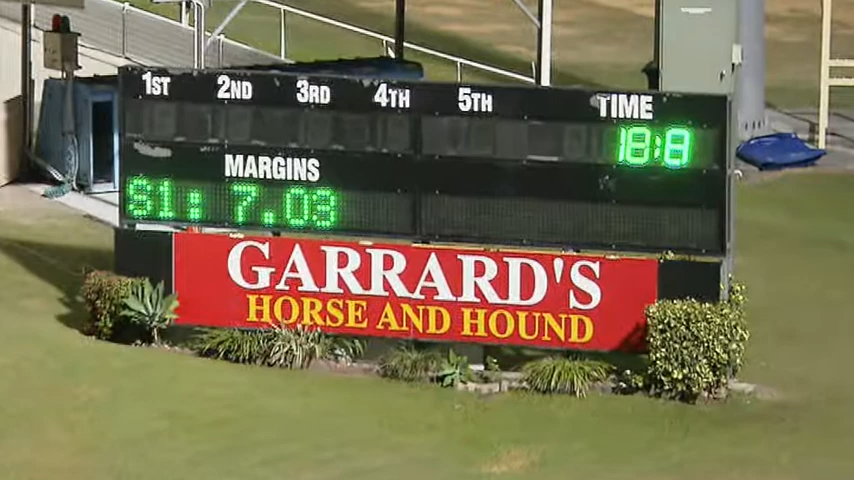 1ST 2ND 3RD 4TH 5TH TIME
18:8
MARGINS
S1: 7.03
GARRARD'S
HORSE AND HOUND